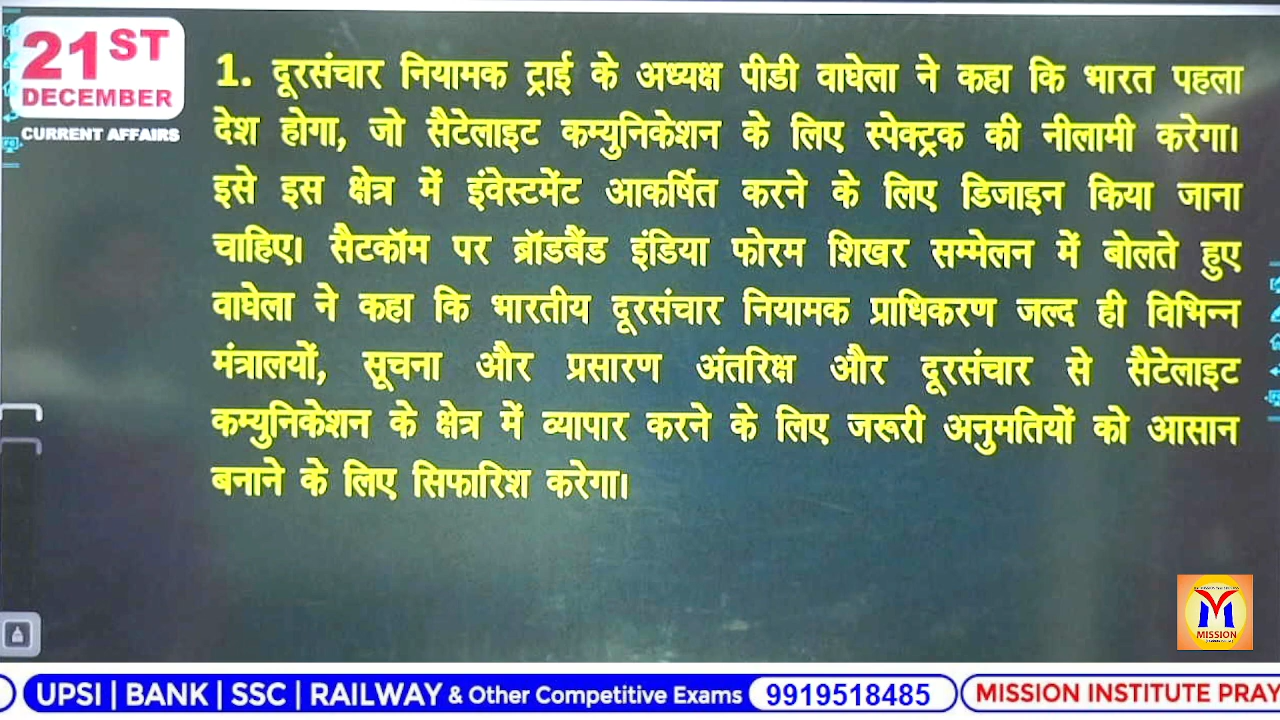 21ST
DECEMBER
CURRENT AFFAIRS
1. दूरसंचार नियामक ट्राई के अध्यक्ष पीडी वाघेला ने कहा कि भारत पहला
देश होगा, जो सैटेलाइट कम्युनिकेशन के लिए स्पेक्ट्रक की नीलामी करेगा।
इसे इस क्षेत्र में इंवेस्टमेंट आकर्षित करने के लिए डिजाइन किया जाना
चाहिए। सैटकॉम पर ब्रॉडबैंड इंडिया फोरम शिखर सम्मेलन में बोलते हुए
वाघेला ने कहा कि भारतीय दूरसंचार नियामक प्राधिकरण जल्द ही विभिन्न
मंत्रालयों, सूचना और प्रसारण अंतरिक्ष और दूरसंचार से सैटेलाइट
कम्युनिकेशन के क्षेत्र में व्यापार करने के लिए जरूरी अनुमतियों को आसान
बनाने के लिए सिफारिश करेगा।
MISSION
UPSI | BANK | SSC | RAILWAY & Other Competitive Exams 9919518485 MISSION INSTITUTE PRAY